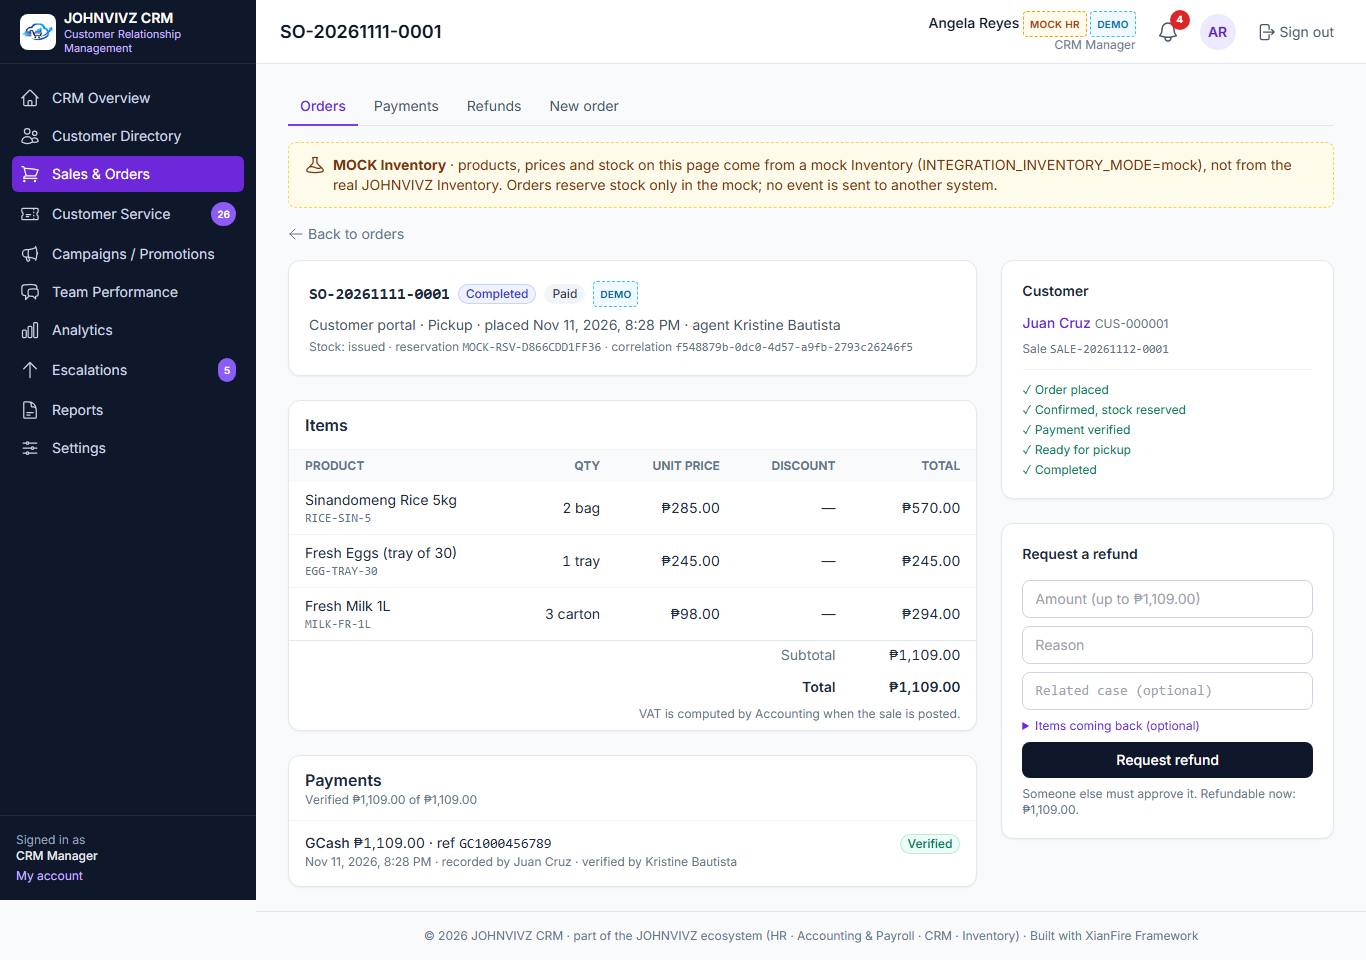 JOHNVIVZ CRM
Customer Relationship
Management
SO-20261111-0001
Angela Reyes MOCK HR DEMO
CRM Manager
4
AR
Sign out
CRM Overview
Customer Directory
Sales & Orders
Customer Service 26
Campaigns / Promotions
Team Performance
Analytics
Escalations 5
Reports
Settings
Signed in as
CRM Manager
My account
Orders Payments Refunds New order
MOCK Inventory · products, prices and stock on this page come from a mock Inventory (INTEGRATION_INVENTORY_MODE=mock), not from the
real JOHNVIVZ Inventory. Orders reserve stock only in the mock; no event is sent to another system.
← Back to orders
SO-20261111-0001 Completed Paid DEMO
Customer portal · Pickup · placed Nov 11, 2026, 8:28 PM · agent Kristine Bautista
Stock: issued · reservation MOCK-RSV-D866CDD1FF36 · correlation f548879b-0dc0-4d57-a9fb-2793c26246f5
Items
PRODUCT QTY UNIT PRICE DISCOUNT TOTAL
Sinandomeng Rice 5kg
RICE-SIN-5
2 bag ₱285.00 — ₱570.00
Fresh Eggs (tray of 30)
EGG-TRAY-30
1 tray ₱245.00 — ₱245.00
Fresh Milk 1L
MILK-FR-1L
3 carton ₱98.00 — ₱294.00
Subtotal ₱1,109.00
Total ₱1,109.00
VAT is computed by Accounting when the sale is posted.
Payments
Verified ₱1,109.00 of ₱1,109.00
GCash ₱1,109.00 · ref GC1000456789
Nov 11, 2026, 8:28 PM · recorded by Juan Cruz · verified by Kristine Bautista
Verified
Customer
Juan Cruz CUS-000001
Sale SALE-20261112-0001
✓ Order placed
✓ Confirmed, stock reserved
✓ Payment verified
✓ Ready for pickup
✓ Completed
Request a refund
Amount (up to ₱1,109.00)
Reason
Related case (optional)
▶ Items coming back (optional)
Request refund
Someone else must approve it. Refundable now:
₱1,109.00.
© 2026 JOHNVIVZ CRM · part of the JOHNVIVZ ecosystem (HR · Accounting & Payroll · CRM · Inventory) · Built with XianFire Framework